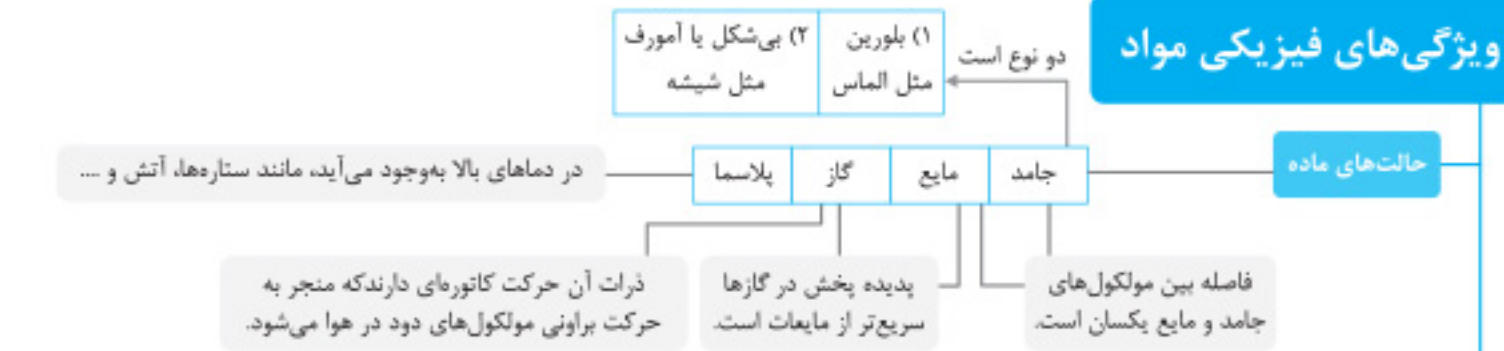 ویژگی‌های فیزیکی مواد
حالت‌های ماده
دو نوع است
۱) بلورین
مثل الماس
۲) بی‌شکل یا آمورف
مثل شیشه
جامد
مایع
گاز
پلاسما
در دماهای بالا به‌وجود می‌آید، مانند ستاره‌ها، آتش و ....
فاصله بین مولکول‌های
جامد و مایع یکسان است.
پدیده پخش در گازها
سریع‌تر از مایعات است.
ذرات آن حرکت کاتوره‌ای دارندکه منجر به
حرکت براونی مولکول‌های دود در هوا می‌شود.